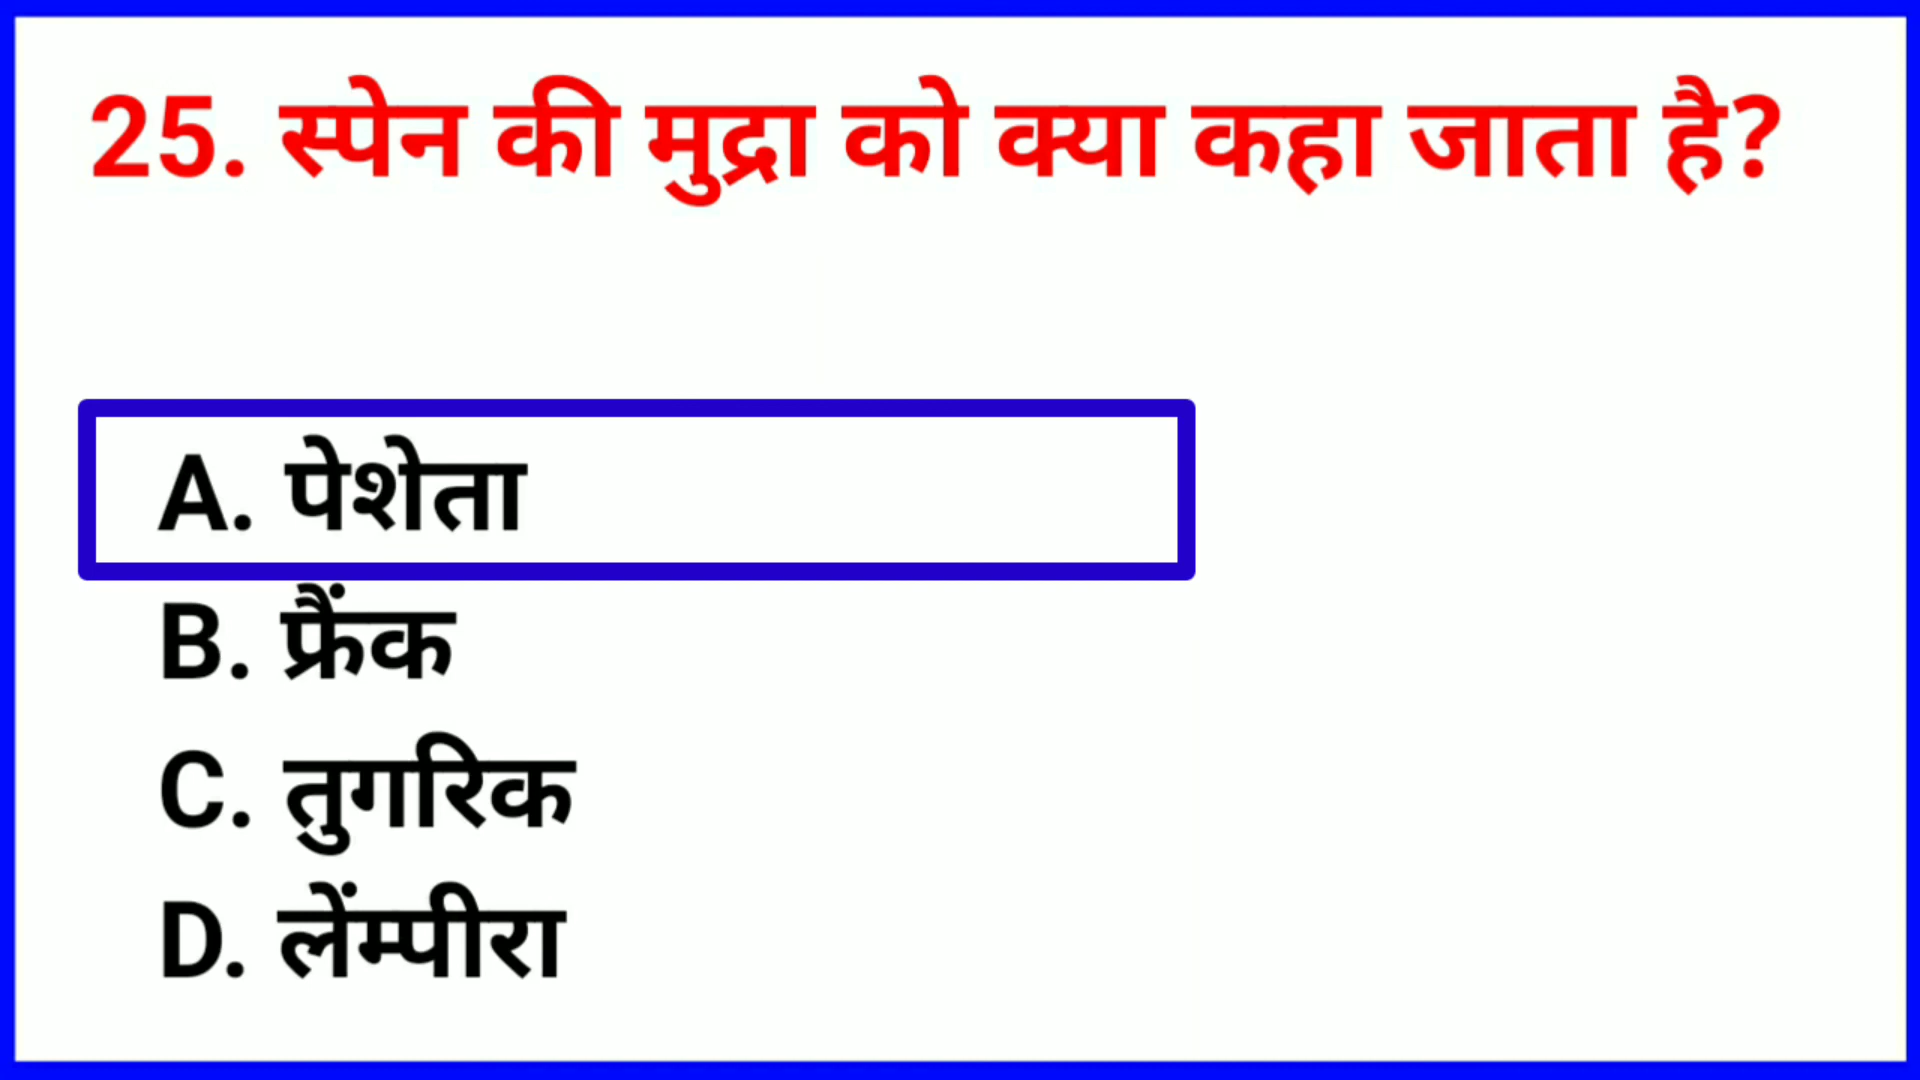 25. स्पेन की मुद्रा को क्या कहा जाता है?
A. पेशेता
B. फ्रैंक
C. तुगरिक
D. लेंम्पीरा